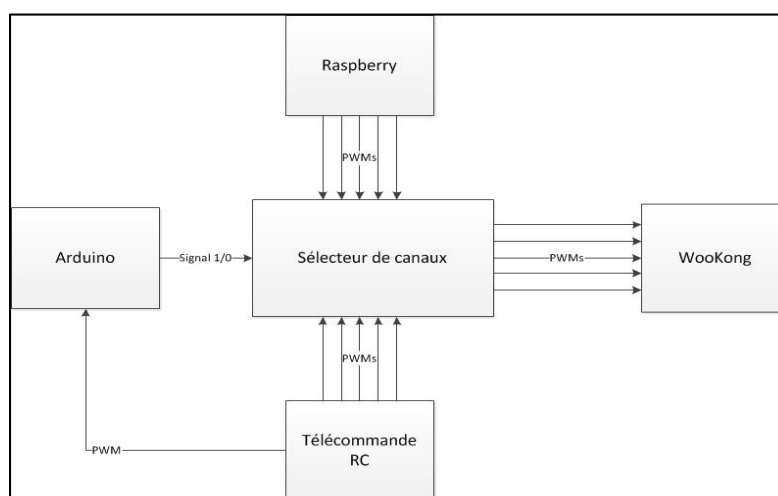 Raspberry
PWMs
Arduino
Signal 1/0
Sélecteur de canaux
PWMs
WooKong
PWMs
Télécommande
RC
PWM